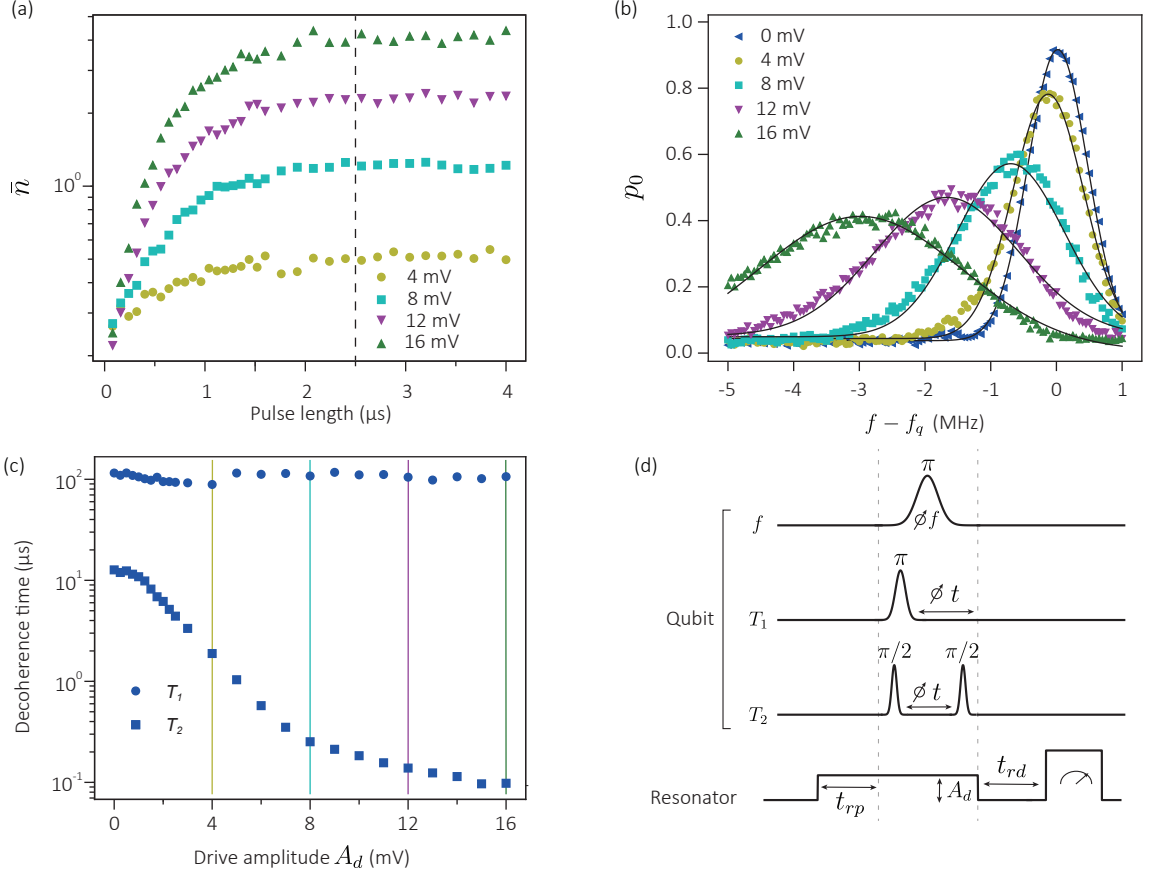 (a)
n̄
10⁰
4 mV
8 mV
12 mV
16 mV
0 1 2 3 4
Pulse length (μs)
(b)
p₀
1.0
0.8
0.6
0.4
0.2
0.0
0 mV
4 mV
8 mV
12 mV
16 mV
-5 -4 -3 -2 -1 0 1
f − f_q (MHz)
(c)
Decoherence time (μs)
10²
10¹
10⁰
10⁻¹
T₁
T₂
0 4 8 12 16
Drive amplitude A_d (mV)
(d)
π
f
∅f
π
Qubit
T₁
∅ t
π/2 π/2
T₂
∅ t
Resonator
t_rp
A_d
t_rd